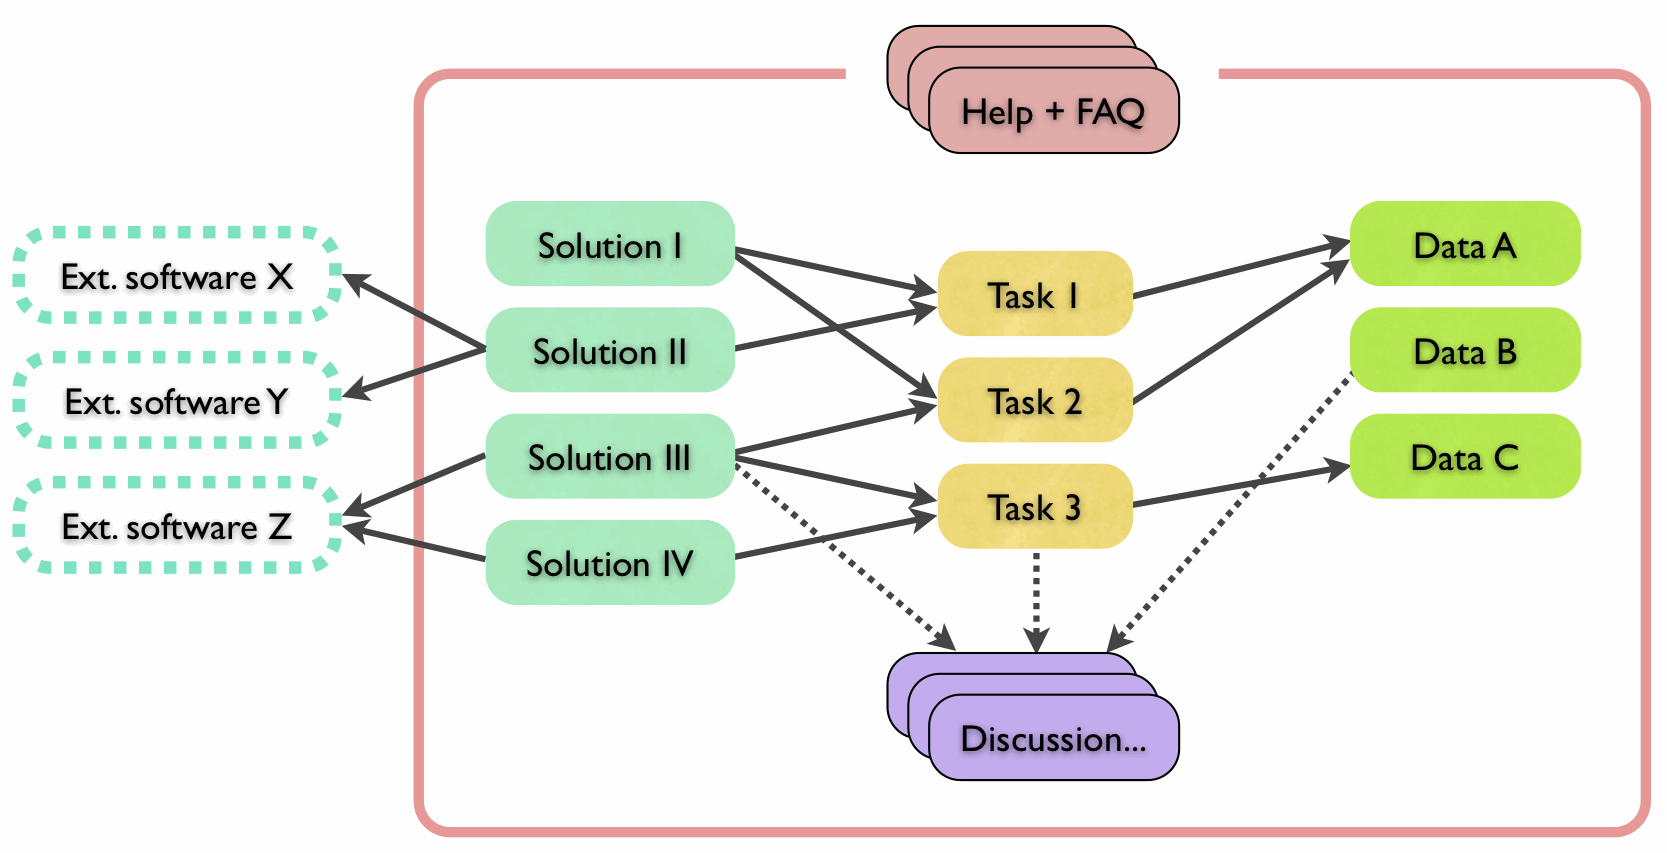 Help + FAQ
Ext. software X
Ext. software Y
Ext. software Z
Solution I
Solution II
Solution III
Solution IV
Task 1
Task 2
Task 3
Data A
Data B
Data C
Discussion...